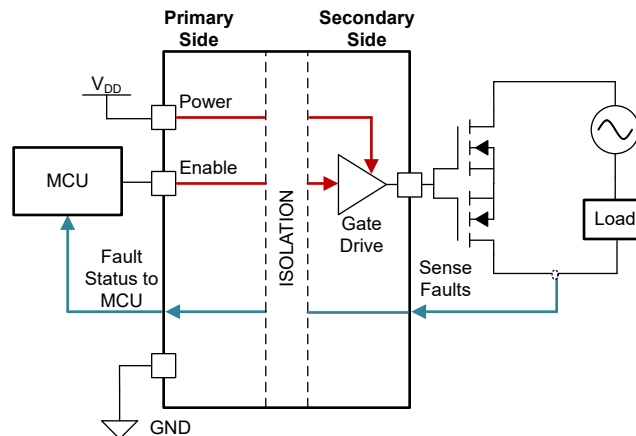 Primary
Side
Secondary
Side
VDD
Power
Enable
MCU
ISOLATION
Gate
Drive
Load
Fault
Status to
MCU
Sense
Faults
GND